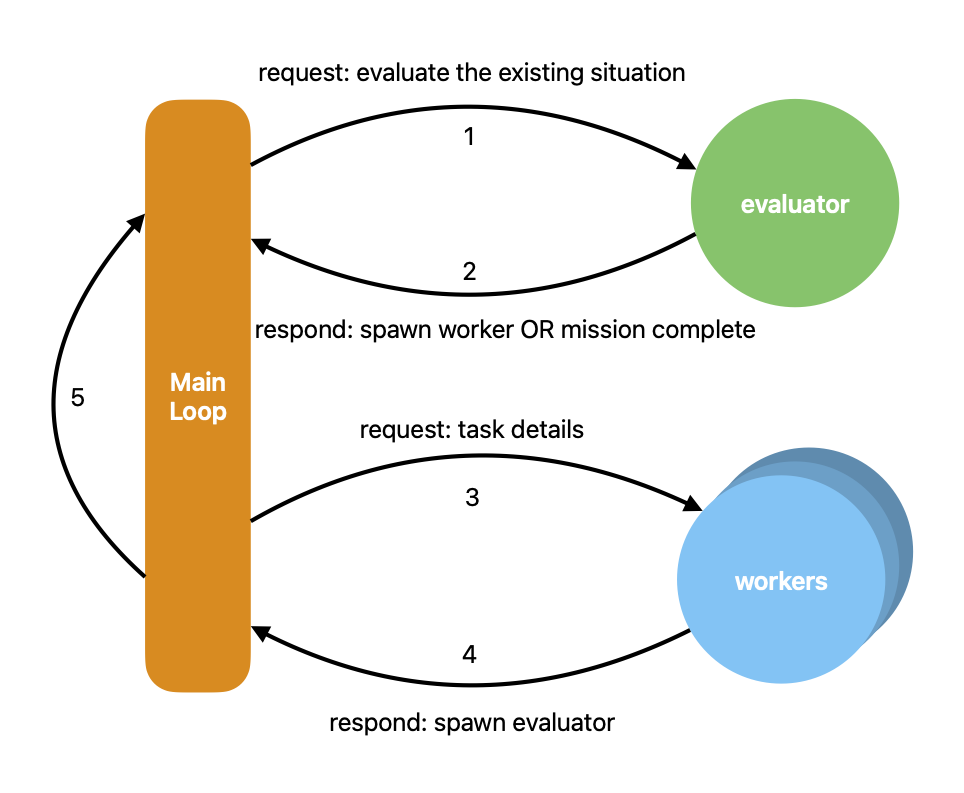 request: evaluate the existing situation
1
evaluator
2
respond: spawn worker OR mission complete
Main
Loop
5
request: task details
3
workers
4
respond: spawn evaluator